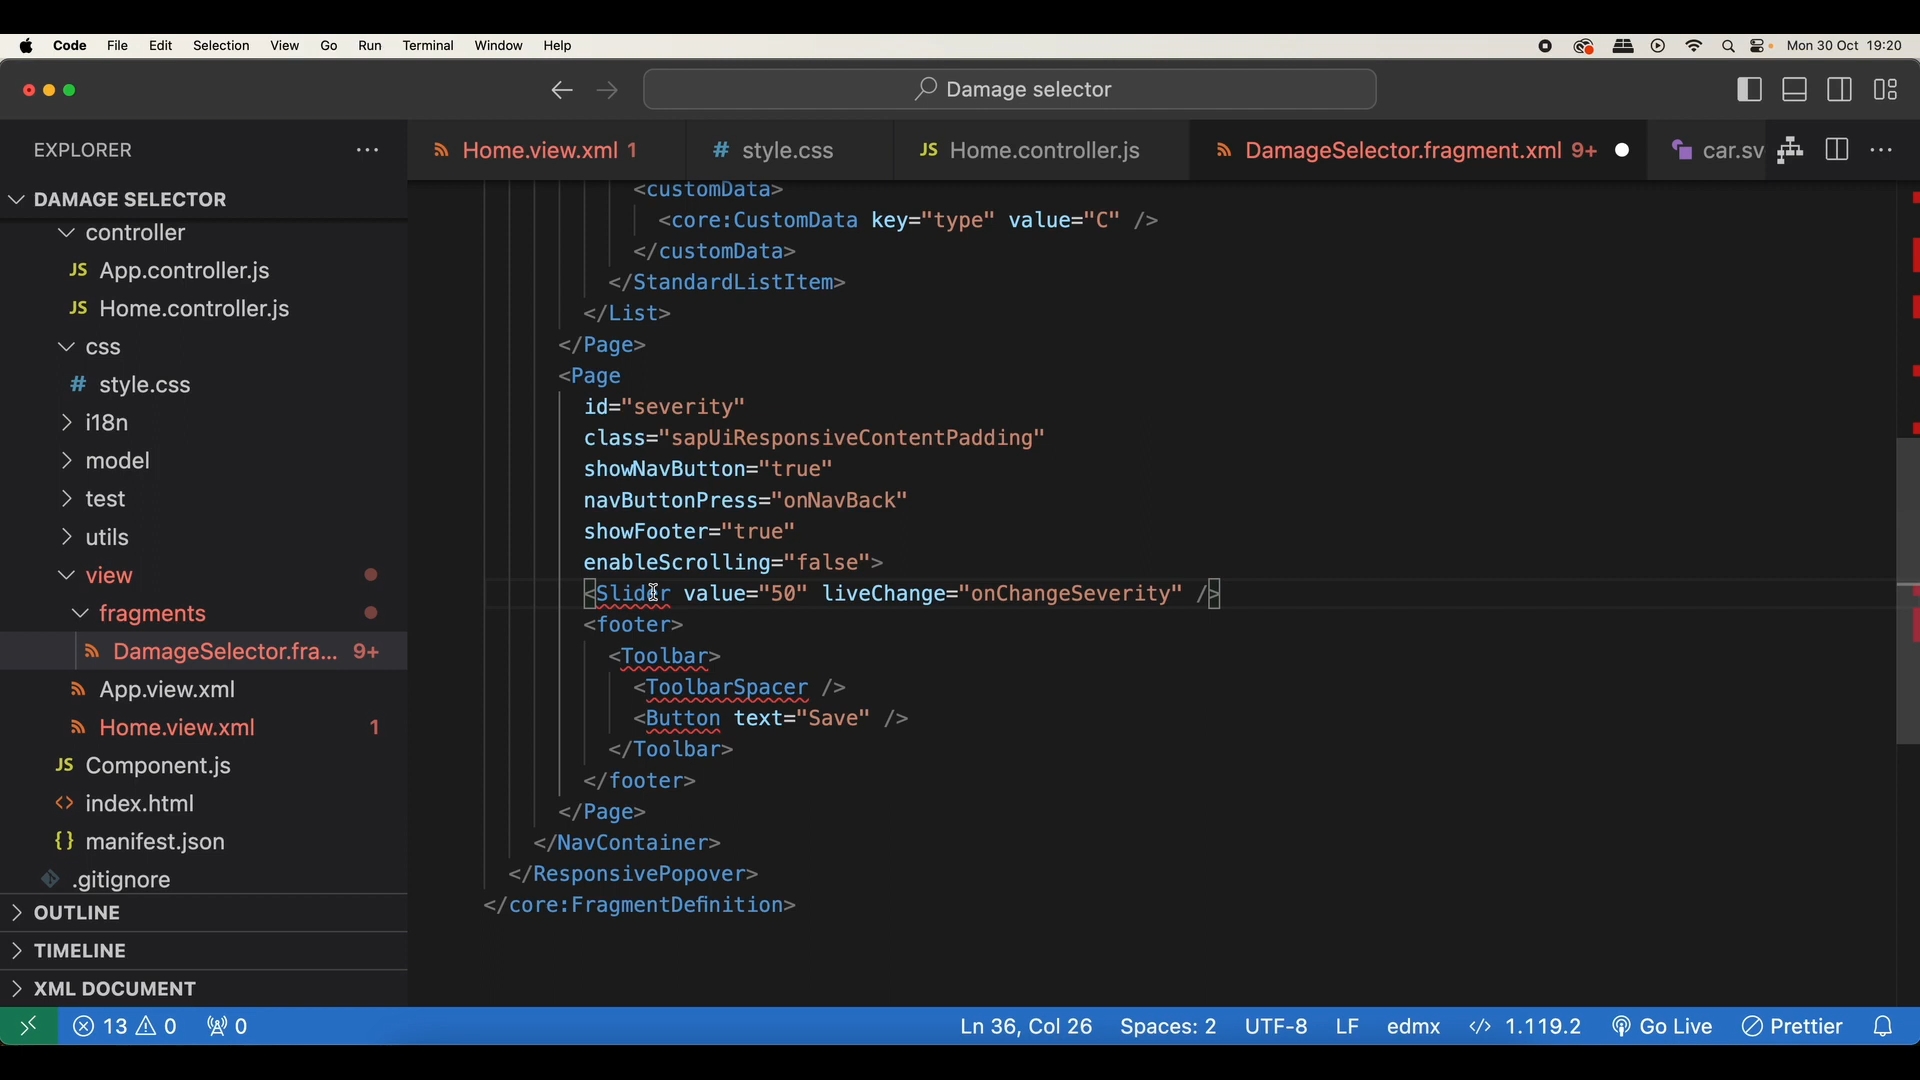 Code File Edit Selection View Go Run Terminal Window Help Mon 30 Oct 19:20
Damage selector
EXPLORER
Home.view.xml 1 # style.css JS Home.controller.js DamageSelector.fragment.xml 9+ car.sv
DAMAGE SELECTOR
controller
JS App.controller.js
JS Home.controller.js
css
# style.css
i18n
model
test
utils
view
fragments
DamageSelector.fra... 9+
App.view.xml
Home.view.xml 1
JS Component.js
<> index.html
{} manifest.json
.gitignore
OUTLINE
TIMELINE
XML DOCUMENT
<customData>
<core:CustomData key="type" value="C" />
</customData>
</StandardListItem>
</List>
</Page>
<Page
id="severity"
class="sapUiResponsiveContentPadding"
showNavButton="true"
navButtonPress="onNavBack"
showFooter="true"
enableScrolling="false">
<Slider value="50" liveChange="onChangeSeverity" />
<footer>
<Toolbar>
<ToolbarSpacer />
<Button text="Save" />
</Toolbar>
</footer>
</Page>
</NavContainer>
</ResponsivePopover>
</core:FragmentDefinition>
13 0 0 Ln 36, Col 26 Spaces: 2 UTF-8 LF edmx </> 1.119.2 Go Live Prettier